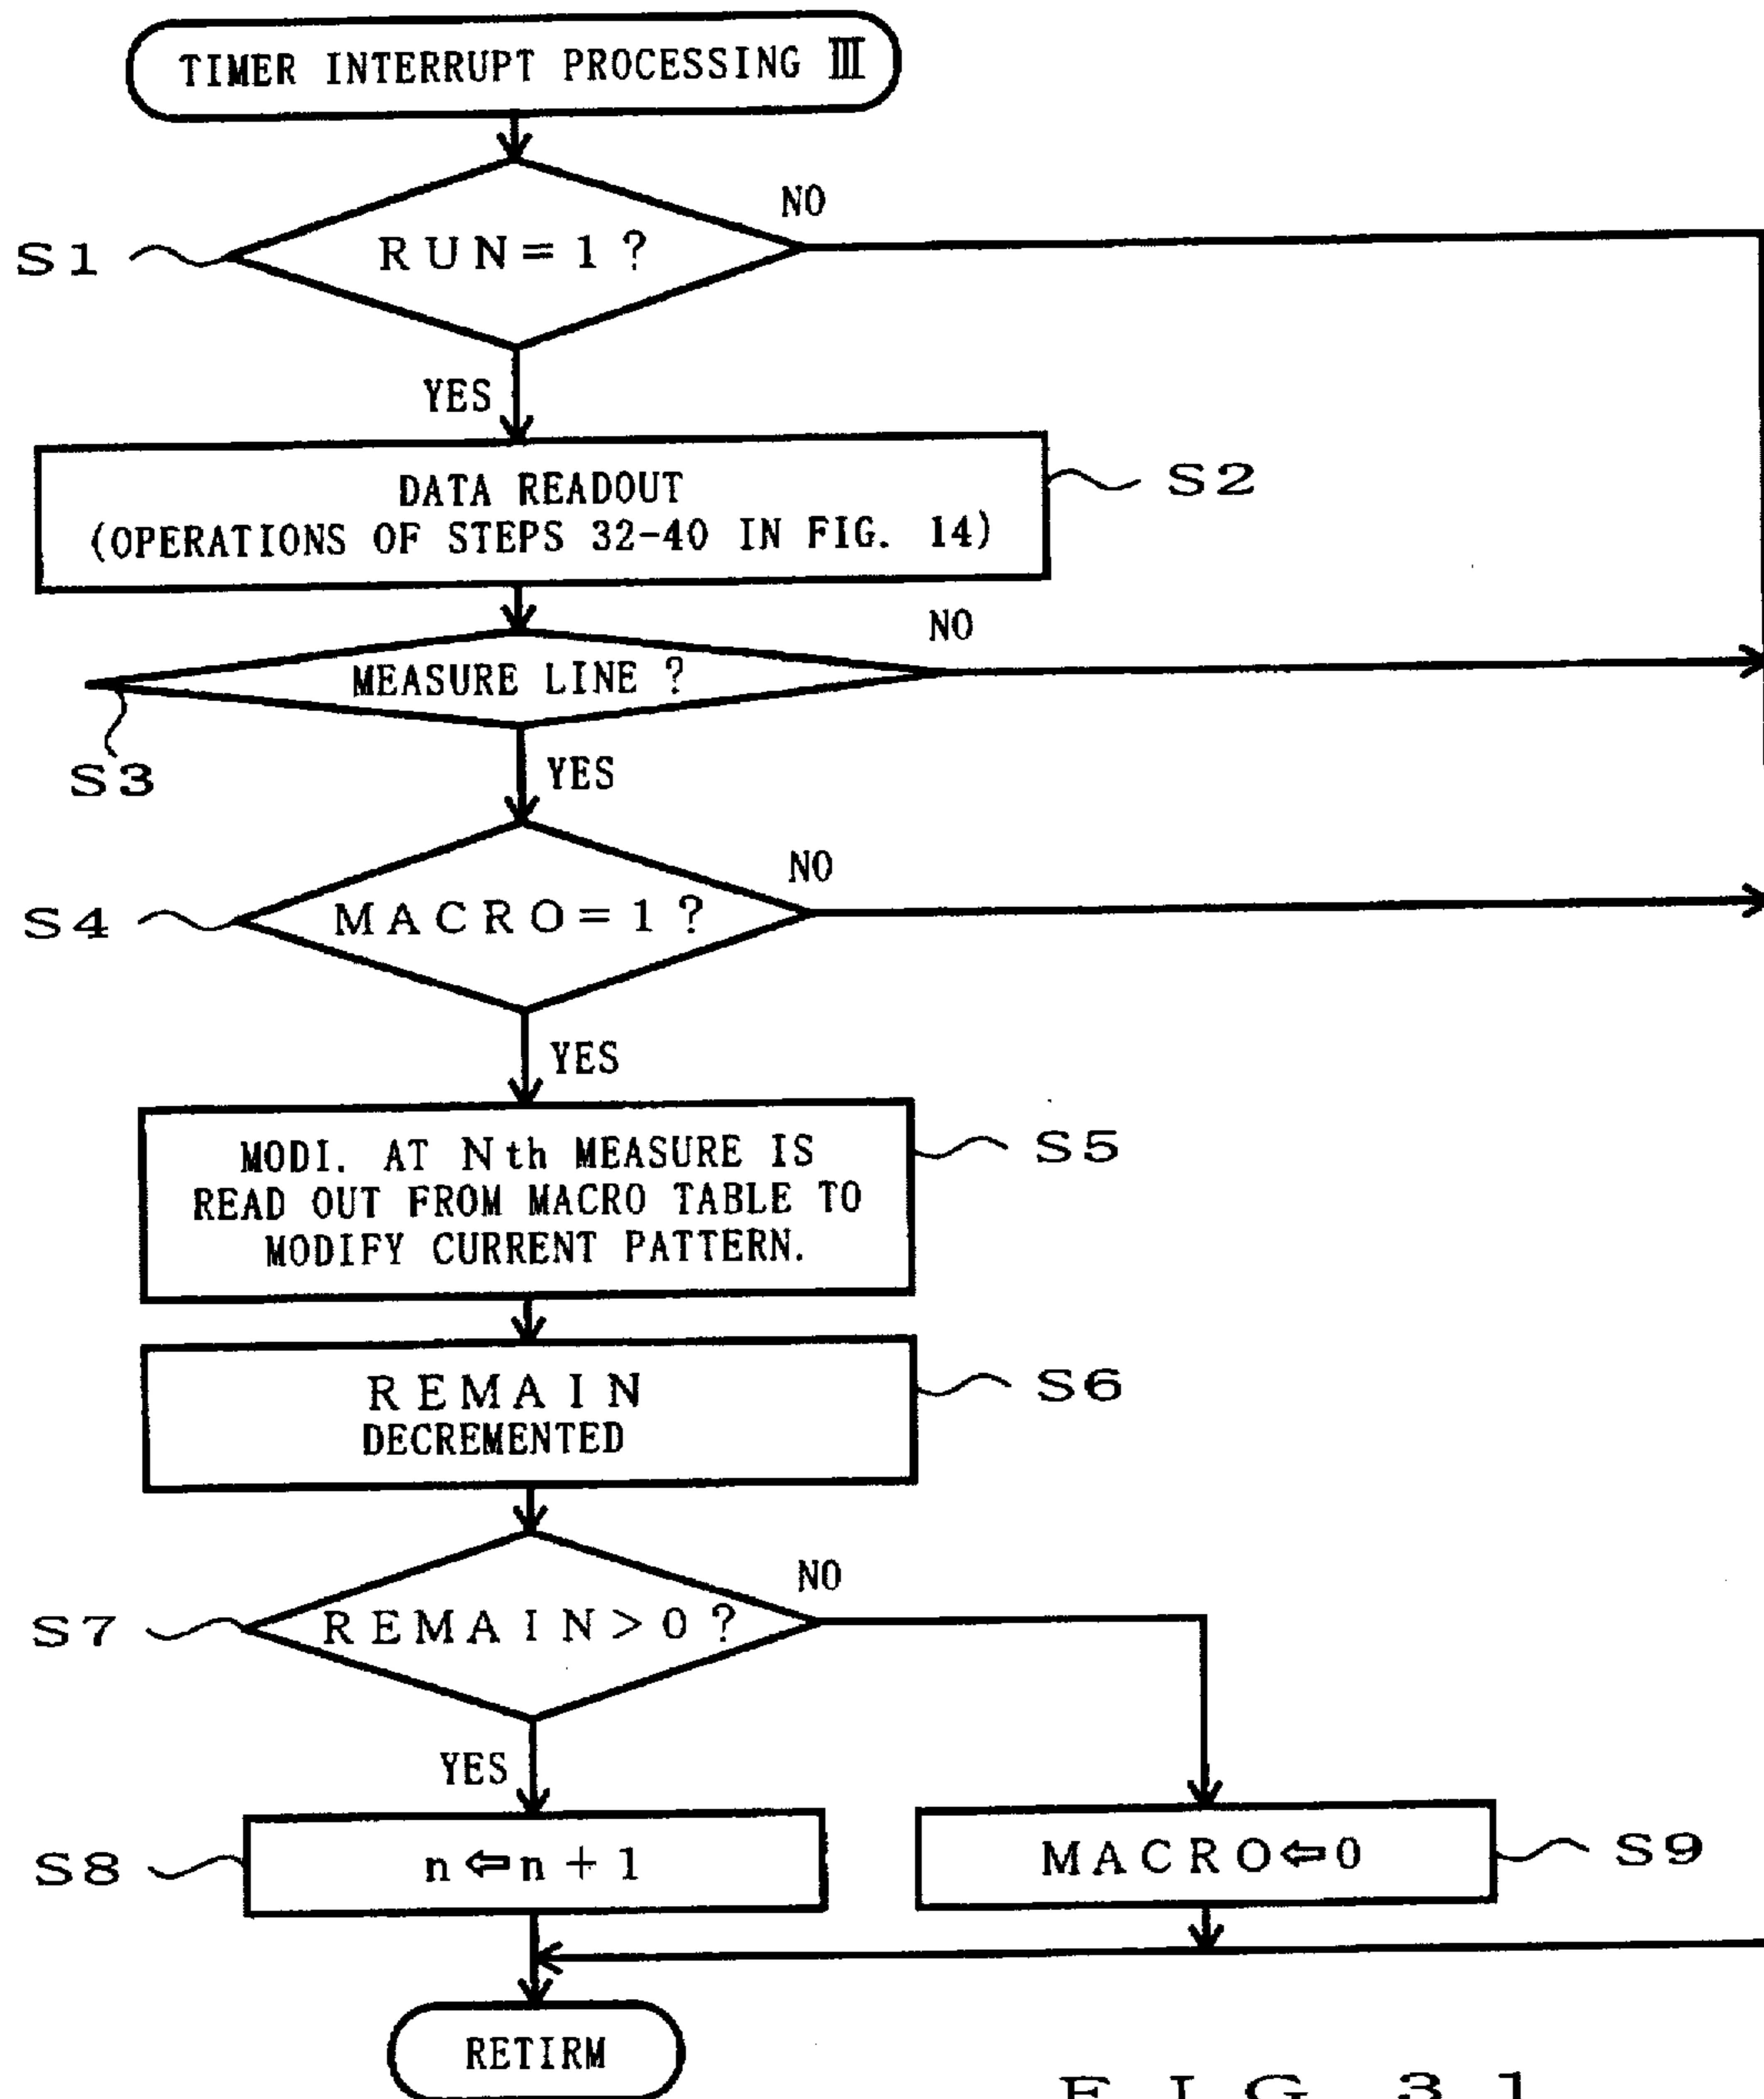 TIMER INTERRUPT PROCESSING III
NO
S1
RUN=1?
YES
DATA READOUT
(OPERATIONS OF STEPS 32-40 IN FIG. 14)
S2
NO
MEASURE LINE ?
S3
YES
NO
S4
MACRO=1?
YES
MODI. AT Nth MEASURE IS
READ OUT FROM MACRO TABLE TO
MODIFY CURRENT PATTERN.
S5
REMAIN
DECREMENTED
S6
NO
S7
REMAIN>0?
YES
S8
n⇐n+1
MACRO⇐0
S9
RETIRM
FIG. 31